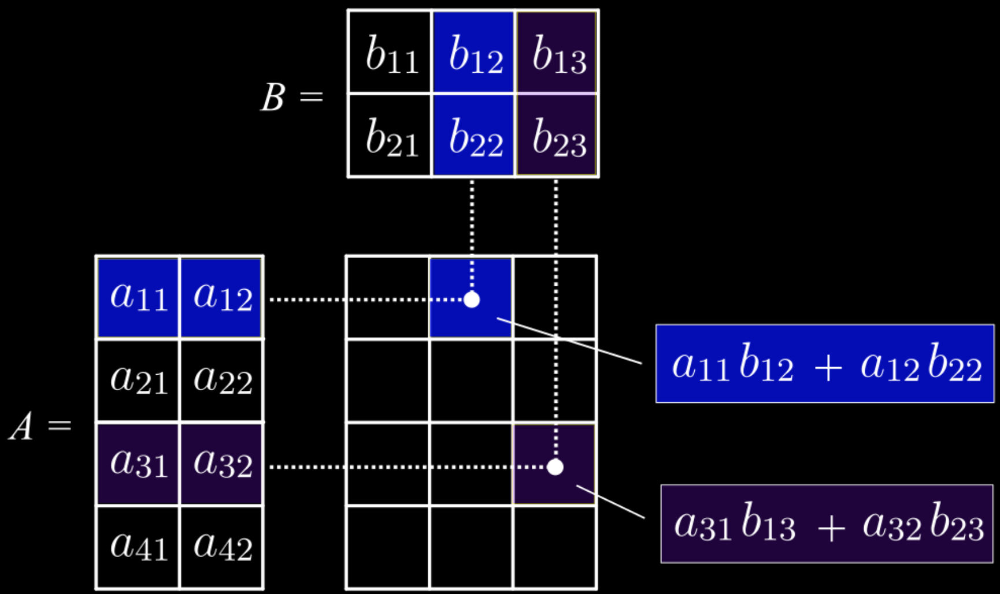 b₁₁ b₁₂ b₁₃
B =
b₂₁ b₂₂ b₂₃
a₁₁ a₁₂
a₁₁b₁₂ + a₁₂b₂₂
a₂₁ a₂₂
A =
a₃₁ a₃₂
a₃₁b₁₃ + a₃₂b₂₃
a₄₁ a₄₂